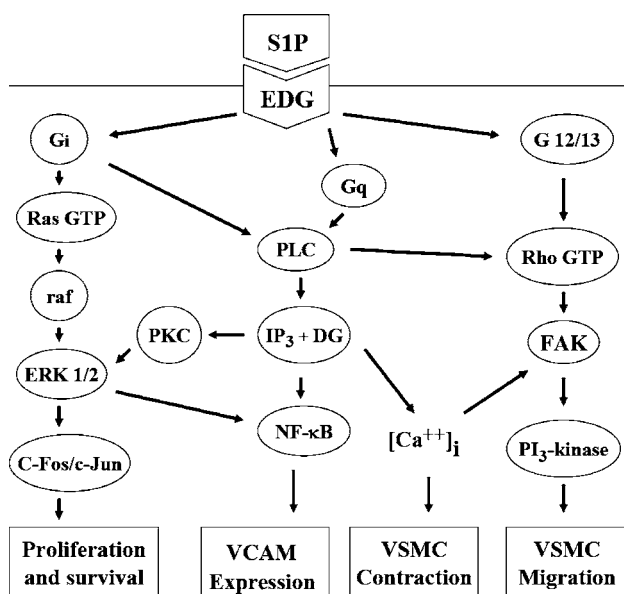 S1P
EDG
Gi
G 12/13
Gq
Ras GTP
PLC
Rho GTP
raf
PKC
IP3 + DG
FAK
ERK 1/2
NF-κB
[Ca++]i
C-Fos/c-Jun
PI3-kinase
Proliferation
and survival
VCAM
Expression
VSMC
Contraction
VSMC
Migration